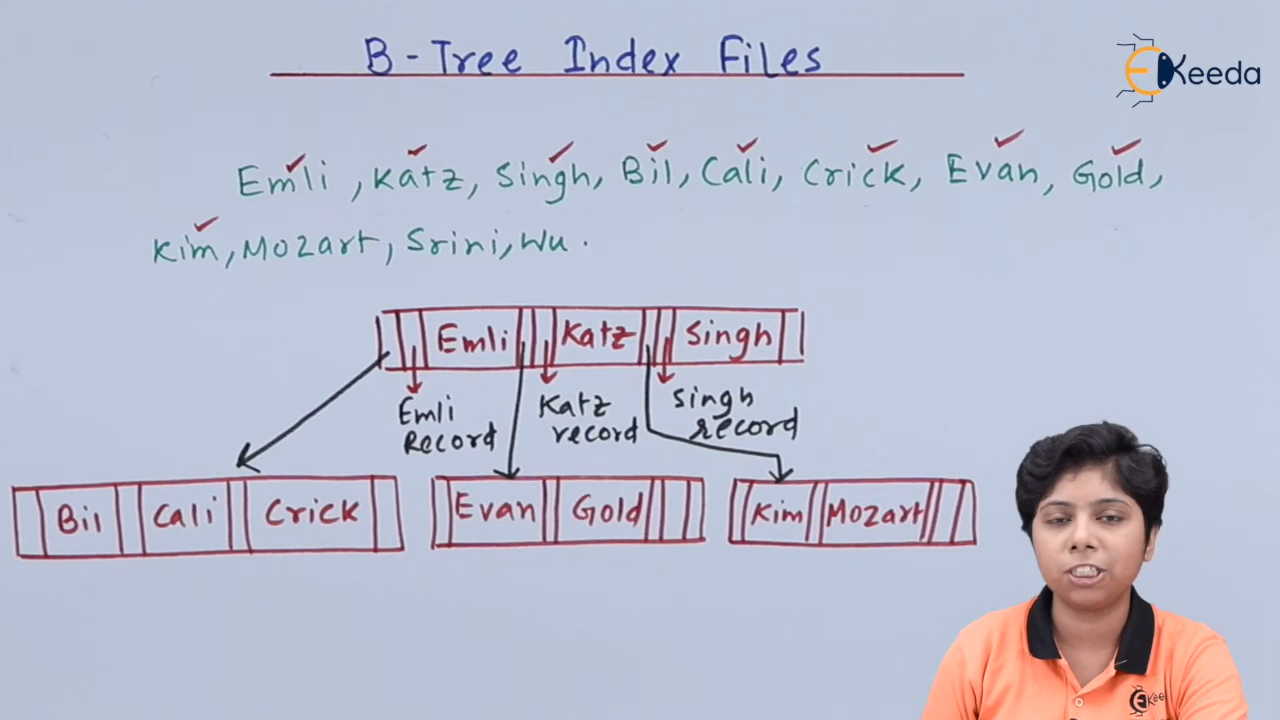 B-Tree Index Files
EKeeda
Emli, Katz, Singh, Bil, Cali, Crick, Evan, Gold,
Kim, Mozart, Srini, Wu.
Emli Katz Singh
Emli Record
Katz record
Singh record
Bil Cali Crick
Evan Gold
Kim Mozart